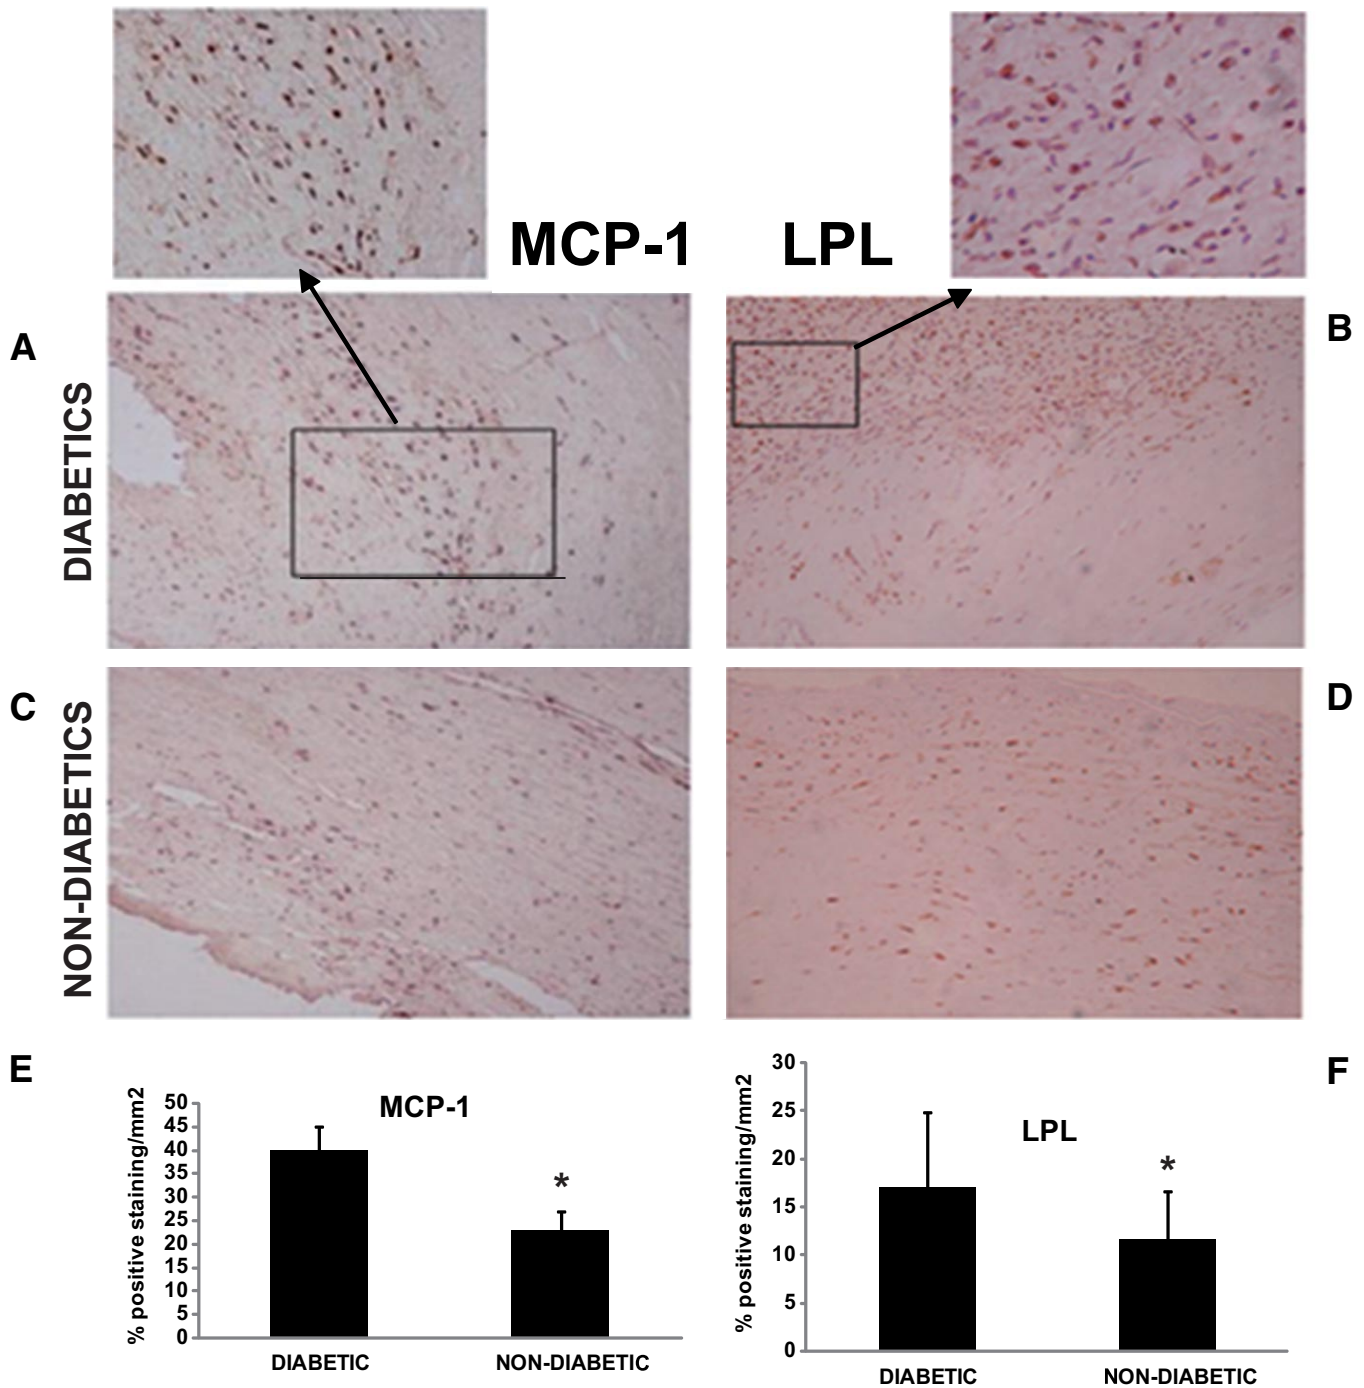 MCP-1 LPL
A
B
DIABETICS
C
D
NON-DIABETICS
E
MCP-1
% positive staining/mm2
50
45
40
35
30
25
20
15
10
5
0
DIABETIC NON-DIABETIC
F
LPL
% positive staining/mm2
30
25
20
15
10
5
0
DIABETIC NON-DIABETIC
*
*